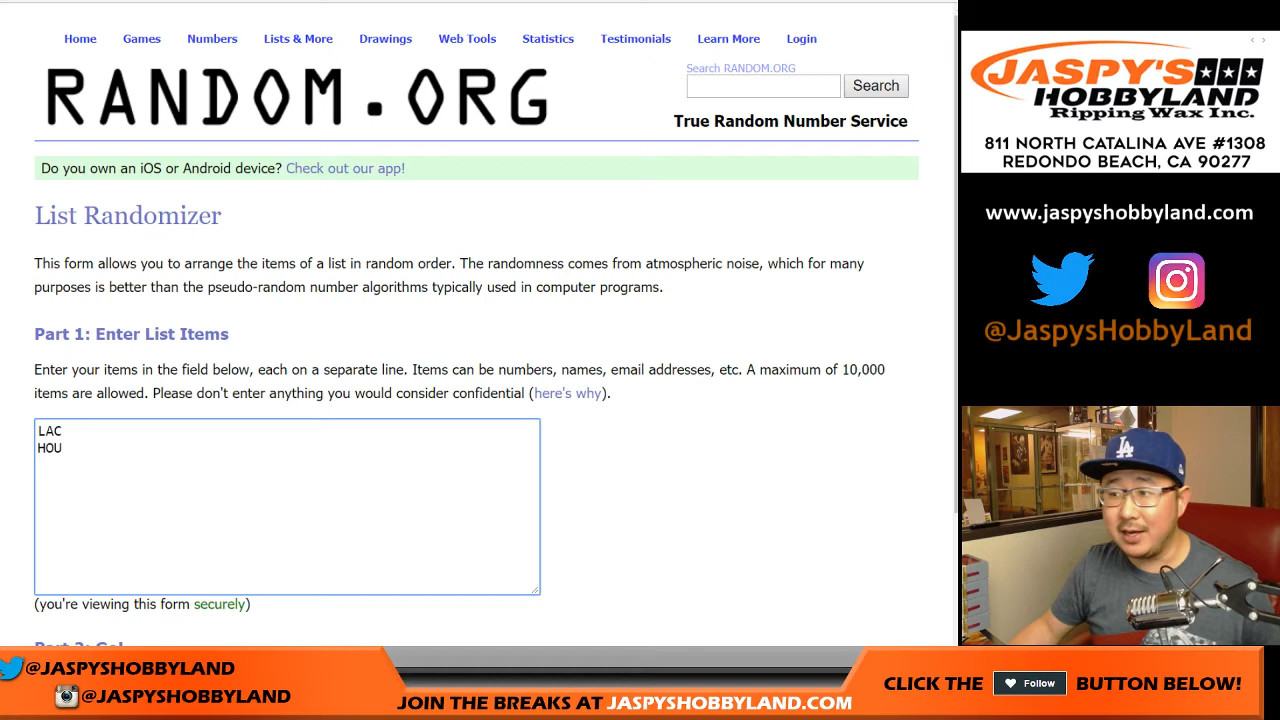 Home Games Numbers Lists & More Drawings Web Tools Statistics Testimonials Learn More Login
RANDOM.ORG
Search RANDOM.ORG
Search
True Random Number Service
Do you own an iOS or Android device? Check out our app!
List Randomizer
This form allows you to arrange the items of a list in random order. The randomness comes from atmospheric noise, which for many
purposes is better than the pseudo-random number algorithms typically used in computer programs.
Part 1: Enter List Items
Enter your items in the field below, each on a separate line. Items can be numbers, names, email addresses, etc. A maximum of 10,000
items are allowed. Please don't enter anything you would consider confidential (here's why).
LAC
HOU
(you're viewing this form securely)
Part 2: Go!
JASPY'S
HOBBYLAND
Ripping Wax Inc.
811 NORTH CATALINA AVE #1308
REDONDO BEACH, CA 90277
www.jaspyshobbyland.com
@JaspysHobbyLand
LA
@JASPYSHOBBYLAND
@JASPYSHOBBYLAND
JOIN THE BREAKS AT JASPYSHOBBYLAND.COM
CLICK THE Follow BUTTON BELOW!